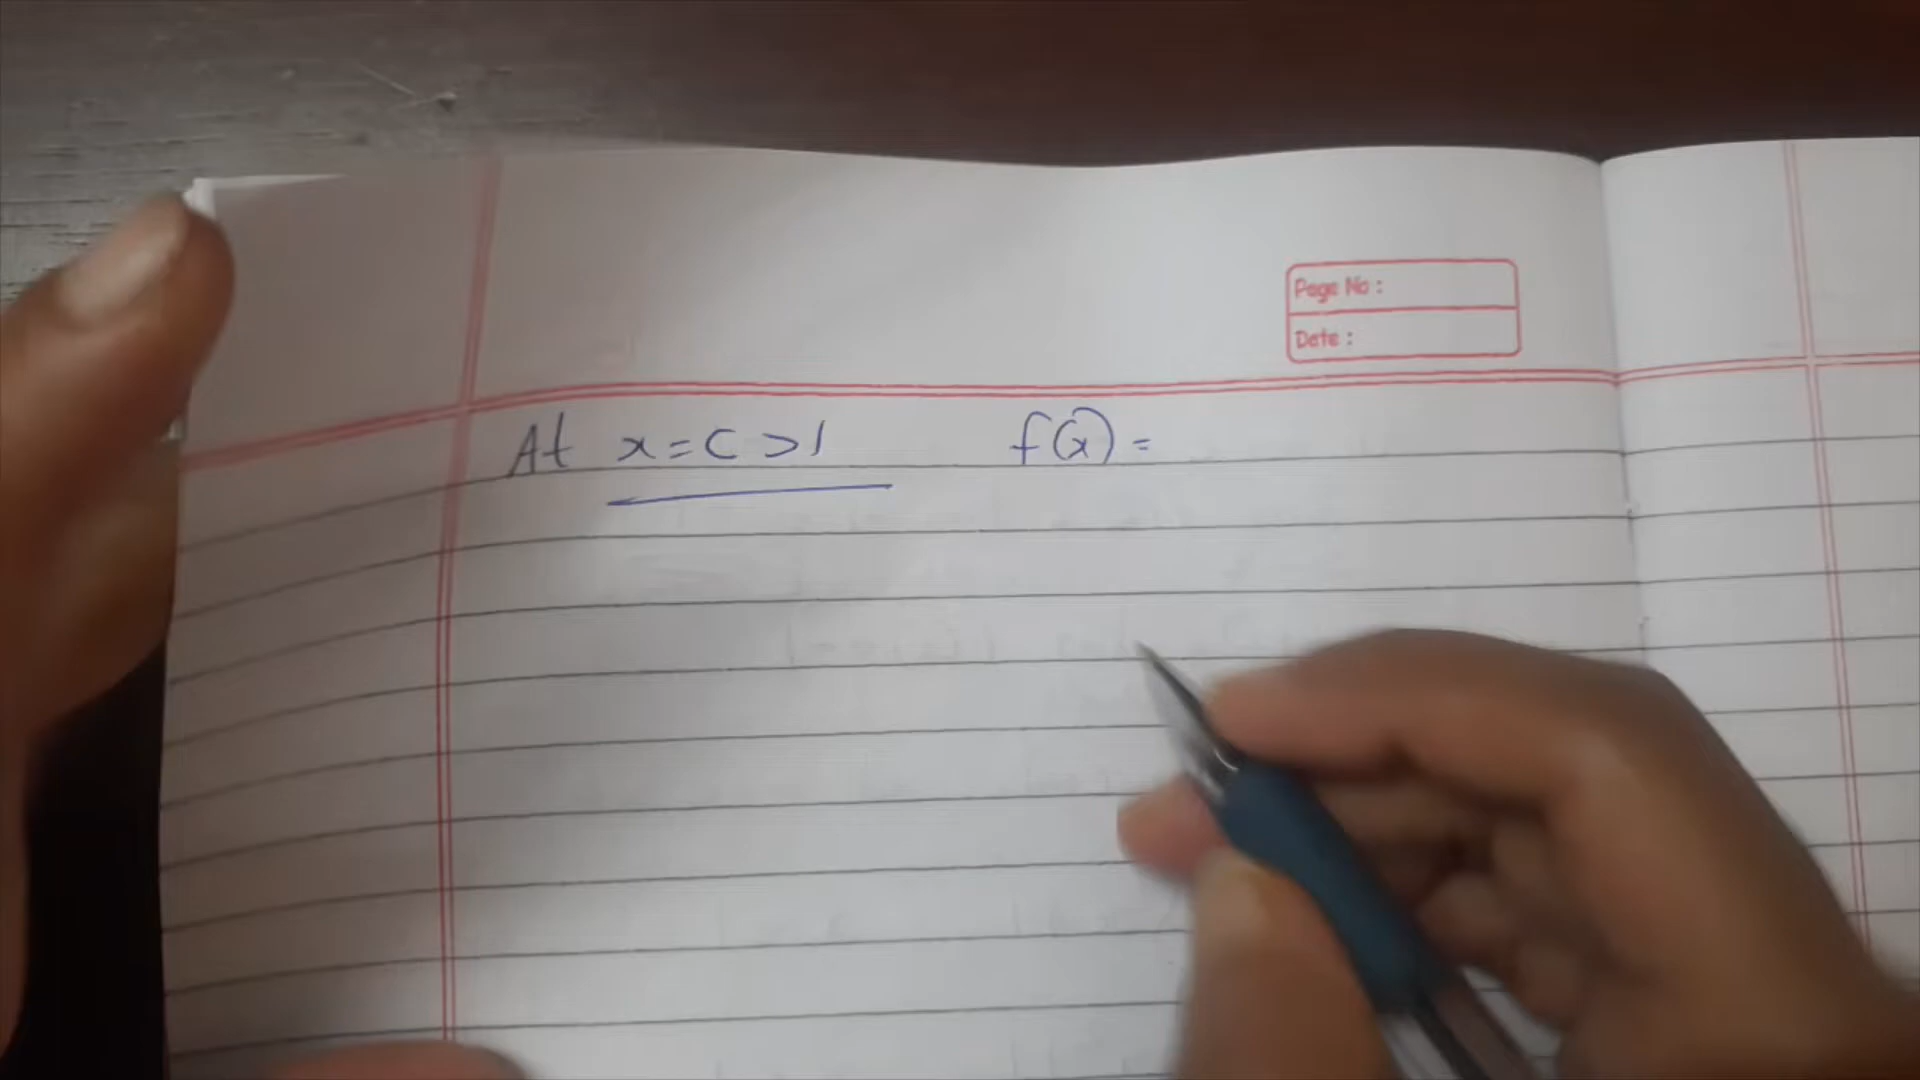 Page No :
Date :
At x = C > 1 f(x) =